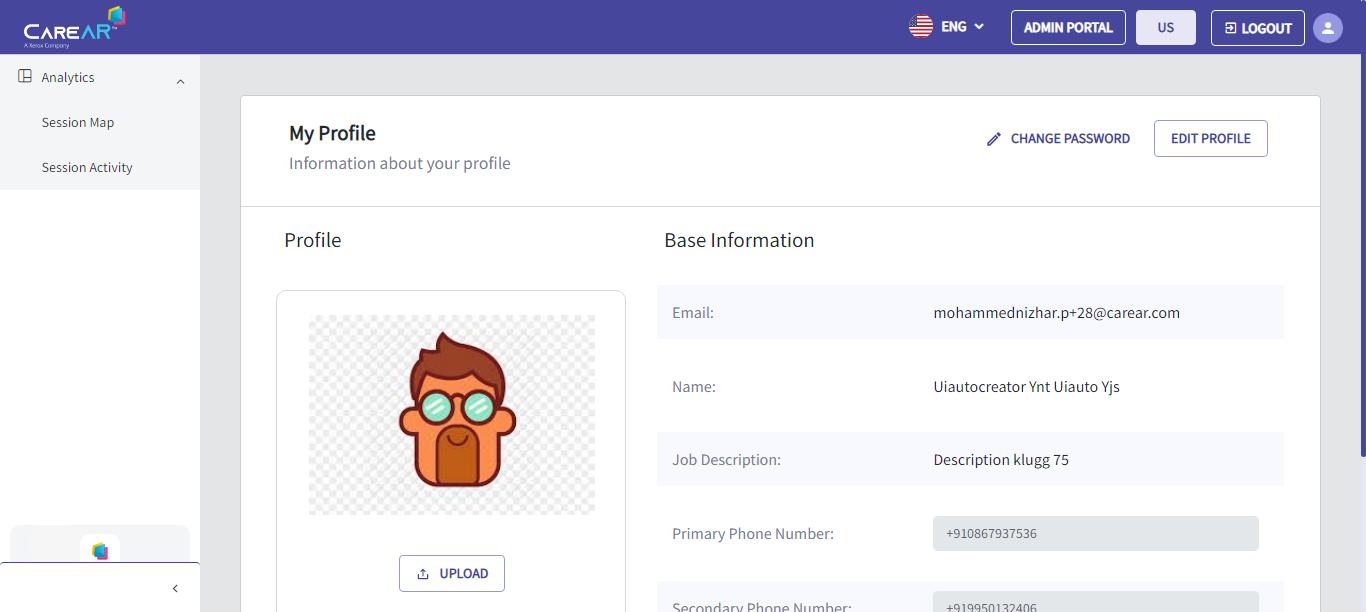 CAREAR™
A Xerox Company
ENG
ADMIN PORTAL
US
LOGOUT
Analytics
Session Map
Session Activity
My Profile
Information about your profile
CHANGE PASSWORD
EDIT PROFILE
Profile
UPLOAD
Base Information
Email: mohammednizhar.p+28@carear.com
Name: Uiautocreator Ynt Uiauto Yjs
Job Description: Description klugg 75
Primary Phone Number: +910867937536
Secondary Phone Number: +919950132406